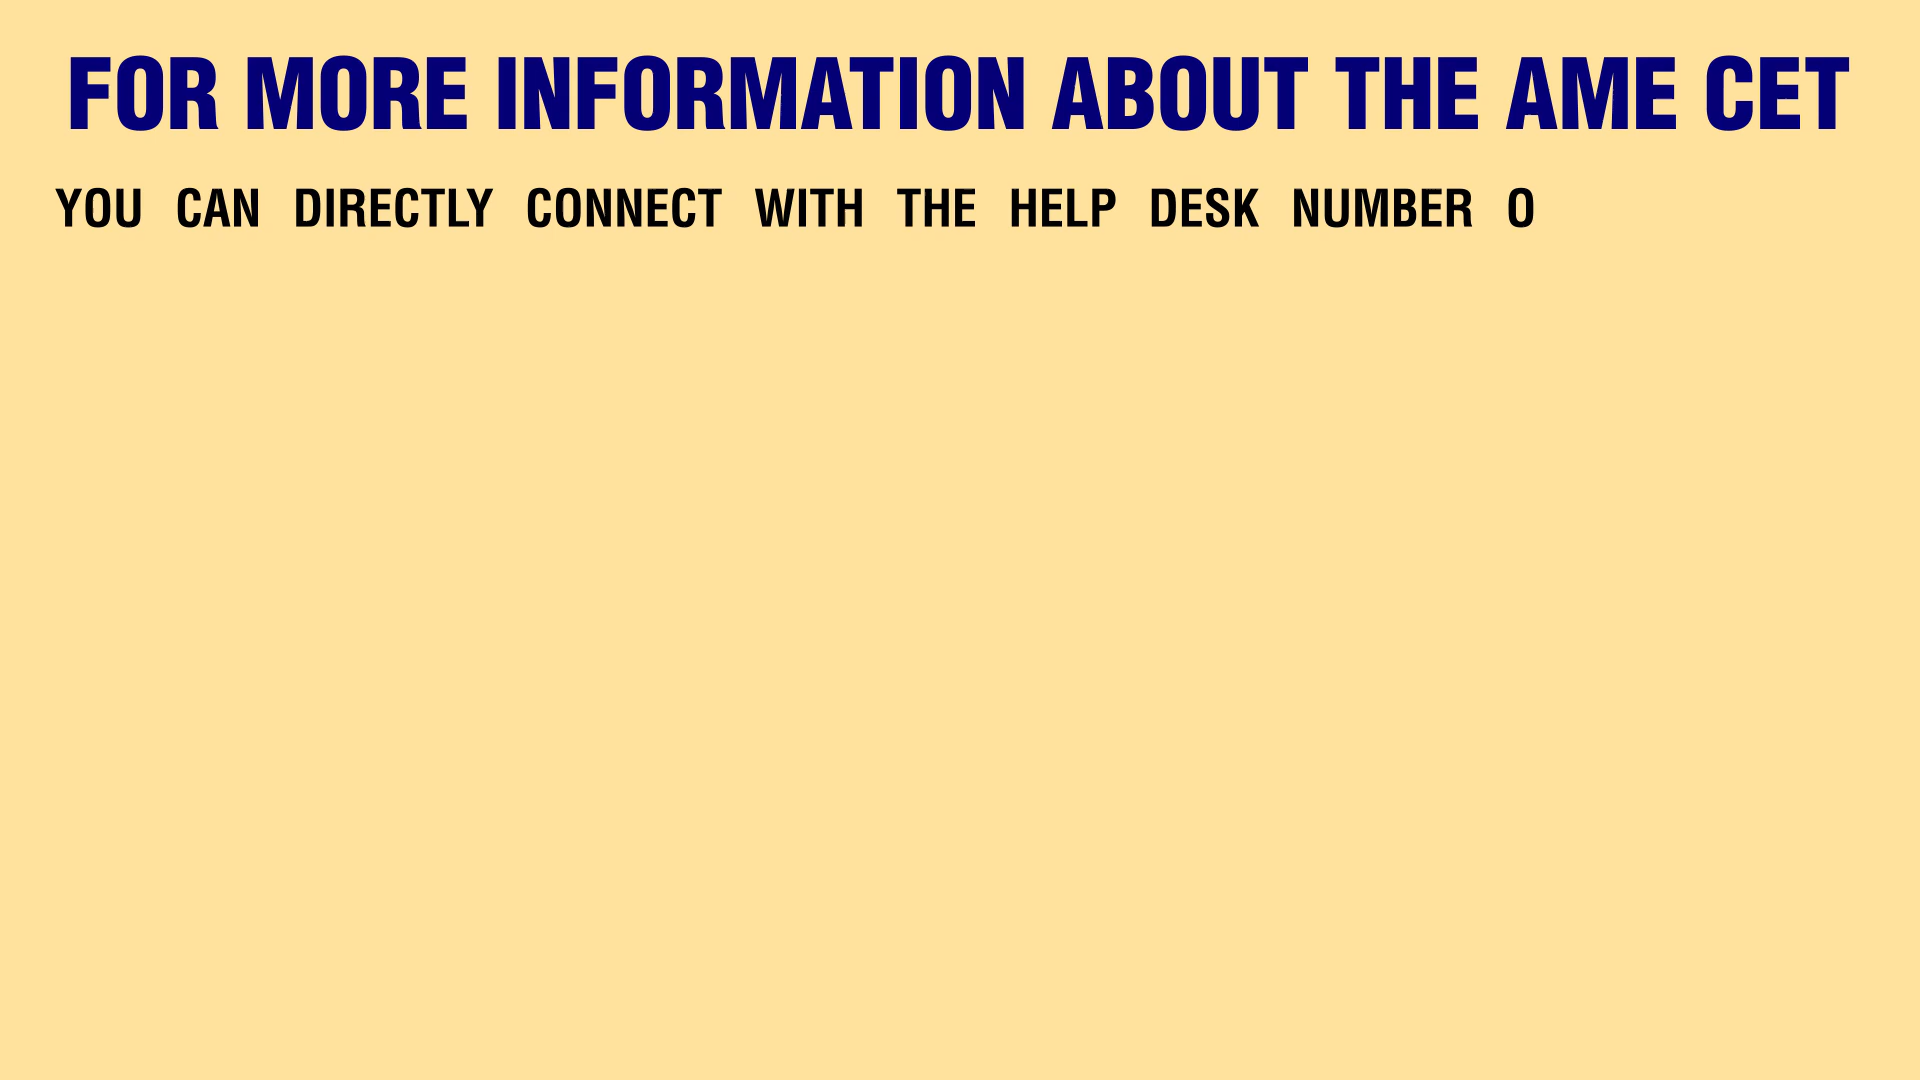 FOR MORE INFORMATION ABOUT THE AME CET
YOU CAN DIRECTLY CONNECT WITH THE HELP DESK NUMBER O